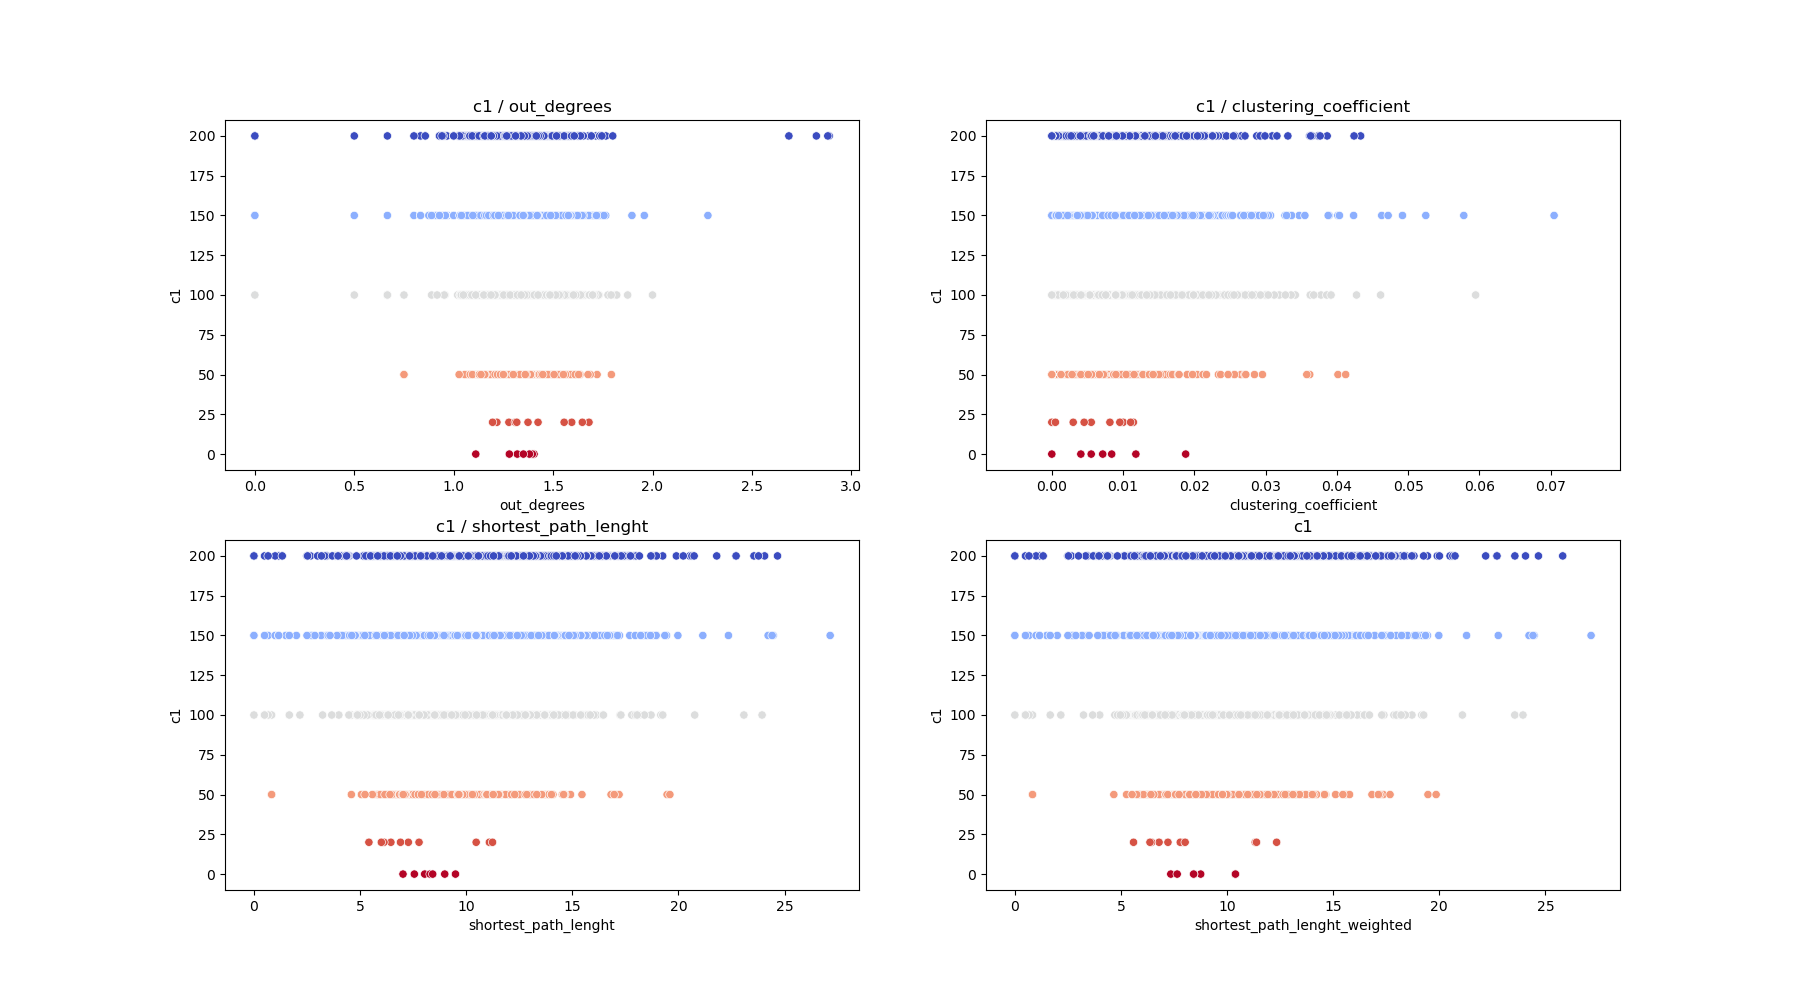 c1 / out_degrees
c1
200
175
150
125
100
75
50
25
0
0.0 0.5 1.0 1.5 2.0 2.5 3.0
out_degrees
c1 / clustering_coefficient
c1
200
175
150
125
100
75
50
25
0
0.00 0.01 0.02 0.03 0.04 0.05 0.06 0.07
clustering_coefficient
c1 / shortest_path_lenght
c1
200
175
150
125
100
75
50
25
0
0 5 10 15 20 25
shortest_path_lenght
c1
c1
200
175
150
125
100
75
50
25
0
0 5 10 15 20 25
shortest_path_lenght_weighted